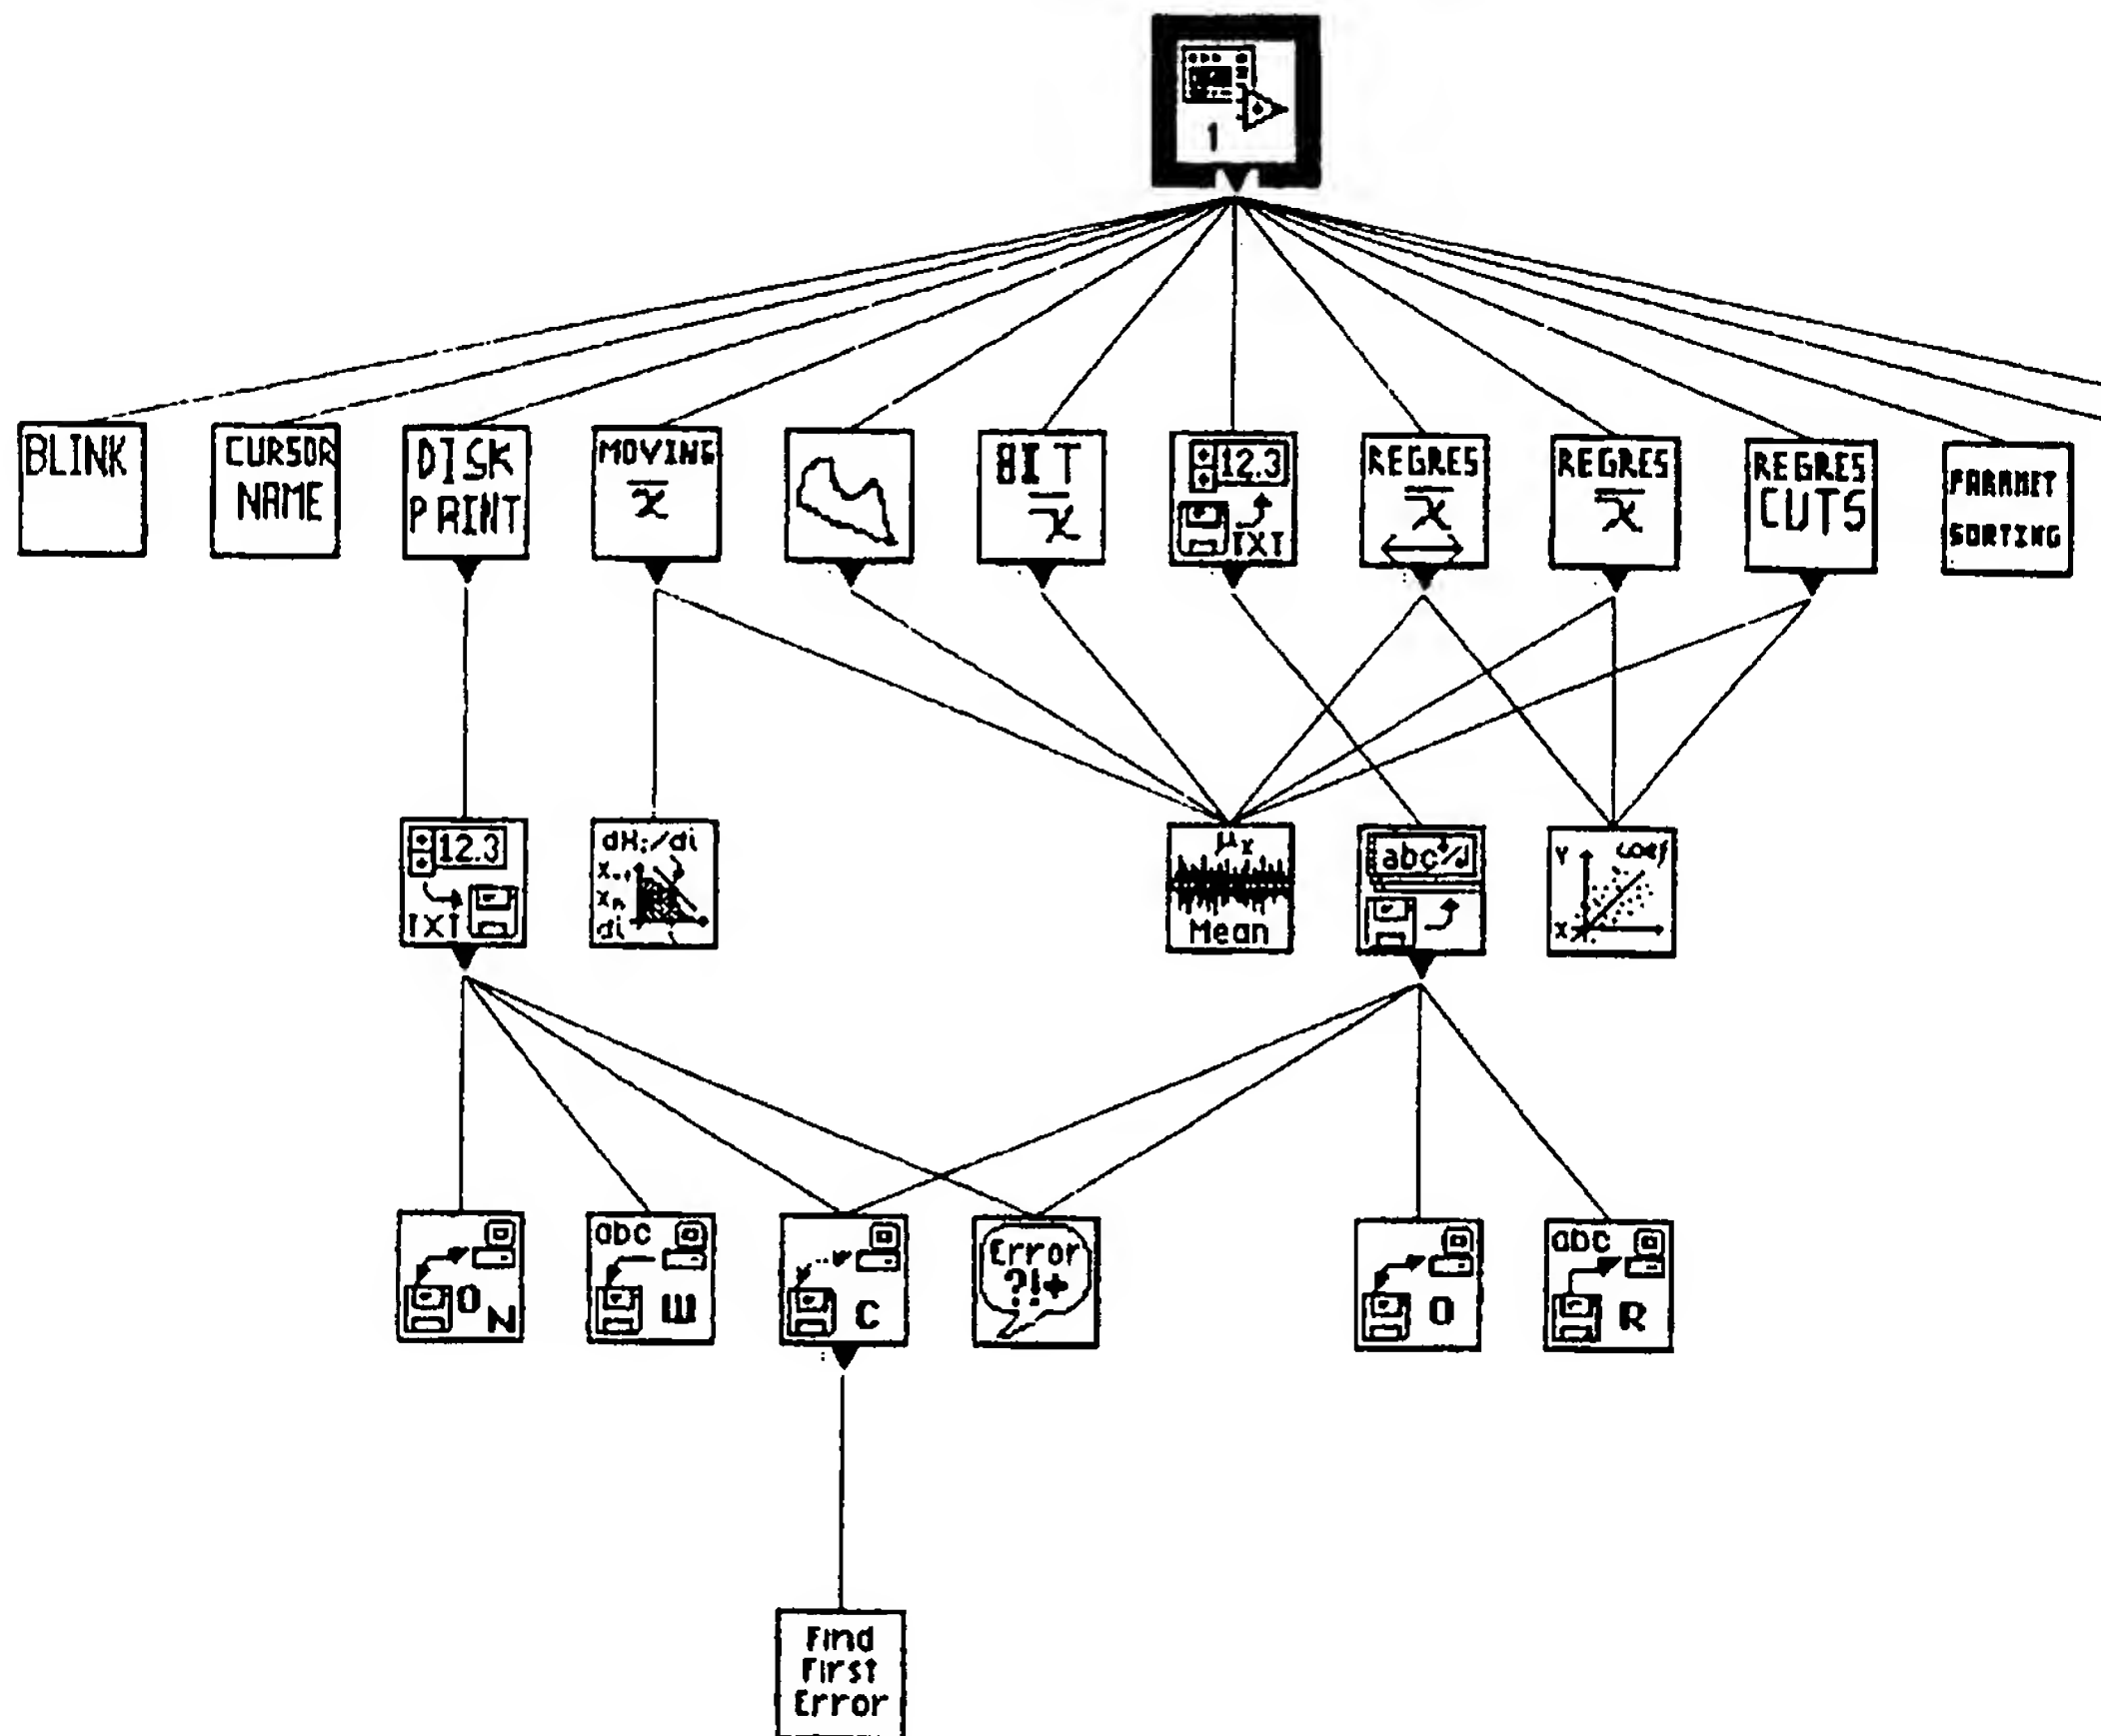 1
BLINK
CURSOR
NAME
DISK
PRINT
MOVING
x̄
BIT
x̄
12.3
TXT
REGRES
x̄
REGRES
x̄
REGRES
CUTS
PARAMET
SORTING
12.3
TXT
di
μx
Mean
abc
Y
coef
X
O N
abc
W
C
Error
?!+
O
abc
R
Find
First
Error